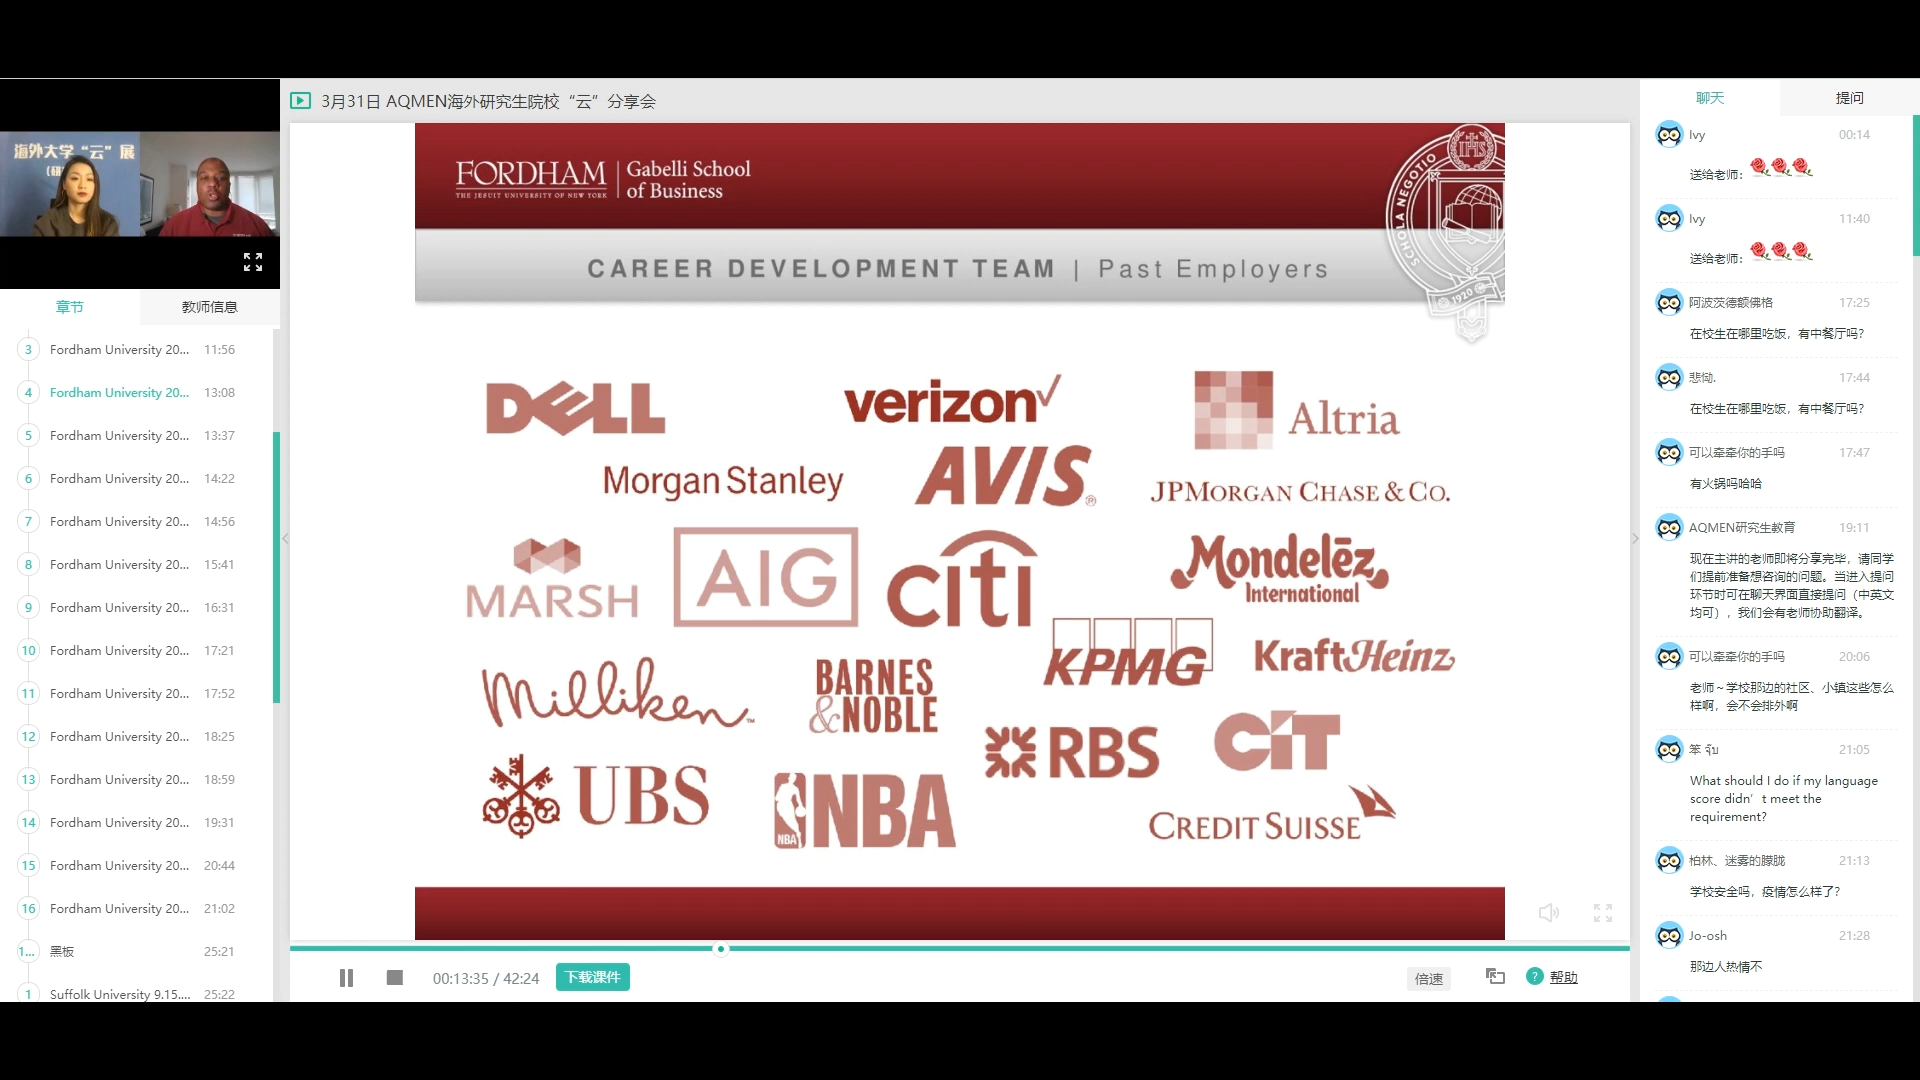 海外大学“云”展
3月31日 AQMEN海外研究生院校“云”分享会
章节
教师信息
3 Fordham University 20... 11:56
4 Fordham University 20... 13:08
5 Fordham University 20... 13:37
6 Fordham University 20... 14:22
7 Fordham University 20... 14:56
8 Fordham University 20... 15:41
9 Fordham University 20... 16:31
10 Fordham University 20... 17:21
11 Fordham University 20... 17:52
12 Fordham University 20... 18:25
13 Fordham University 20... 18:59
14 Fordham University 20... 19:31
15 Fordham University 20... 20:44
16 Fordham University 20... 21:02
1... 黑板 25:21
1 Suffolk University 9.15.... 25:22
FORDHAM
THE JESUIT UNIVERSITY OF NEW YORK
Gabelli School
of Business
SCHOLA NEGOTIO
IHS
1920
CAREER DEVELOPMENT TEAM | Past Employers
DELL
verizon
Altria
Morgan Stanley
AVIS®
JPMORGAN CHASE & CO.
MARSH
AIG
citi
Mondelēz
International
KPMG
KraftHeinz
Milliken™
BARNES
&NOBLE
RBS
CIT
UBS
NBA
NBA
CREDIT SUISSE
00:13:35 / 42:24
下载课件
倍速
? 帮助
聊天
提问
Ivy 00:14
送给老师:
Ivy 11:40
送给老师:
阿波茨德额佛格 17:25
在校生在哪里吃饭，有中餐厅吗?
悲恸. 17:44
在校生在哪里吃饭，有中餐厅吗?
可以牵牵你的手吗 17:47
有火锅吗哈哈
AQMEN研究生教育 19:11
现在主讲的老师即将分享完毕，请同学
们提前准备想咨询的问题。当进入提问
环节时可在聊天界面直接提问（中英文
均可），我们会有老师协助翻译。
可以牵牵你的手吗 20:06
老师～学校那边的社区、小镇这些怎么
样啊，会不会排外啊
笨 จุ๊บ 21:05
What should I do if my language
score didn’t meet the
requirement?
柏林、迷雾的朦胧 21:13
学校安全吗，疫情怎么样了?
Jo-osh 21:28
那边人热情不